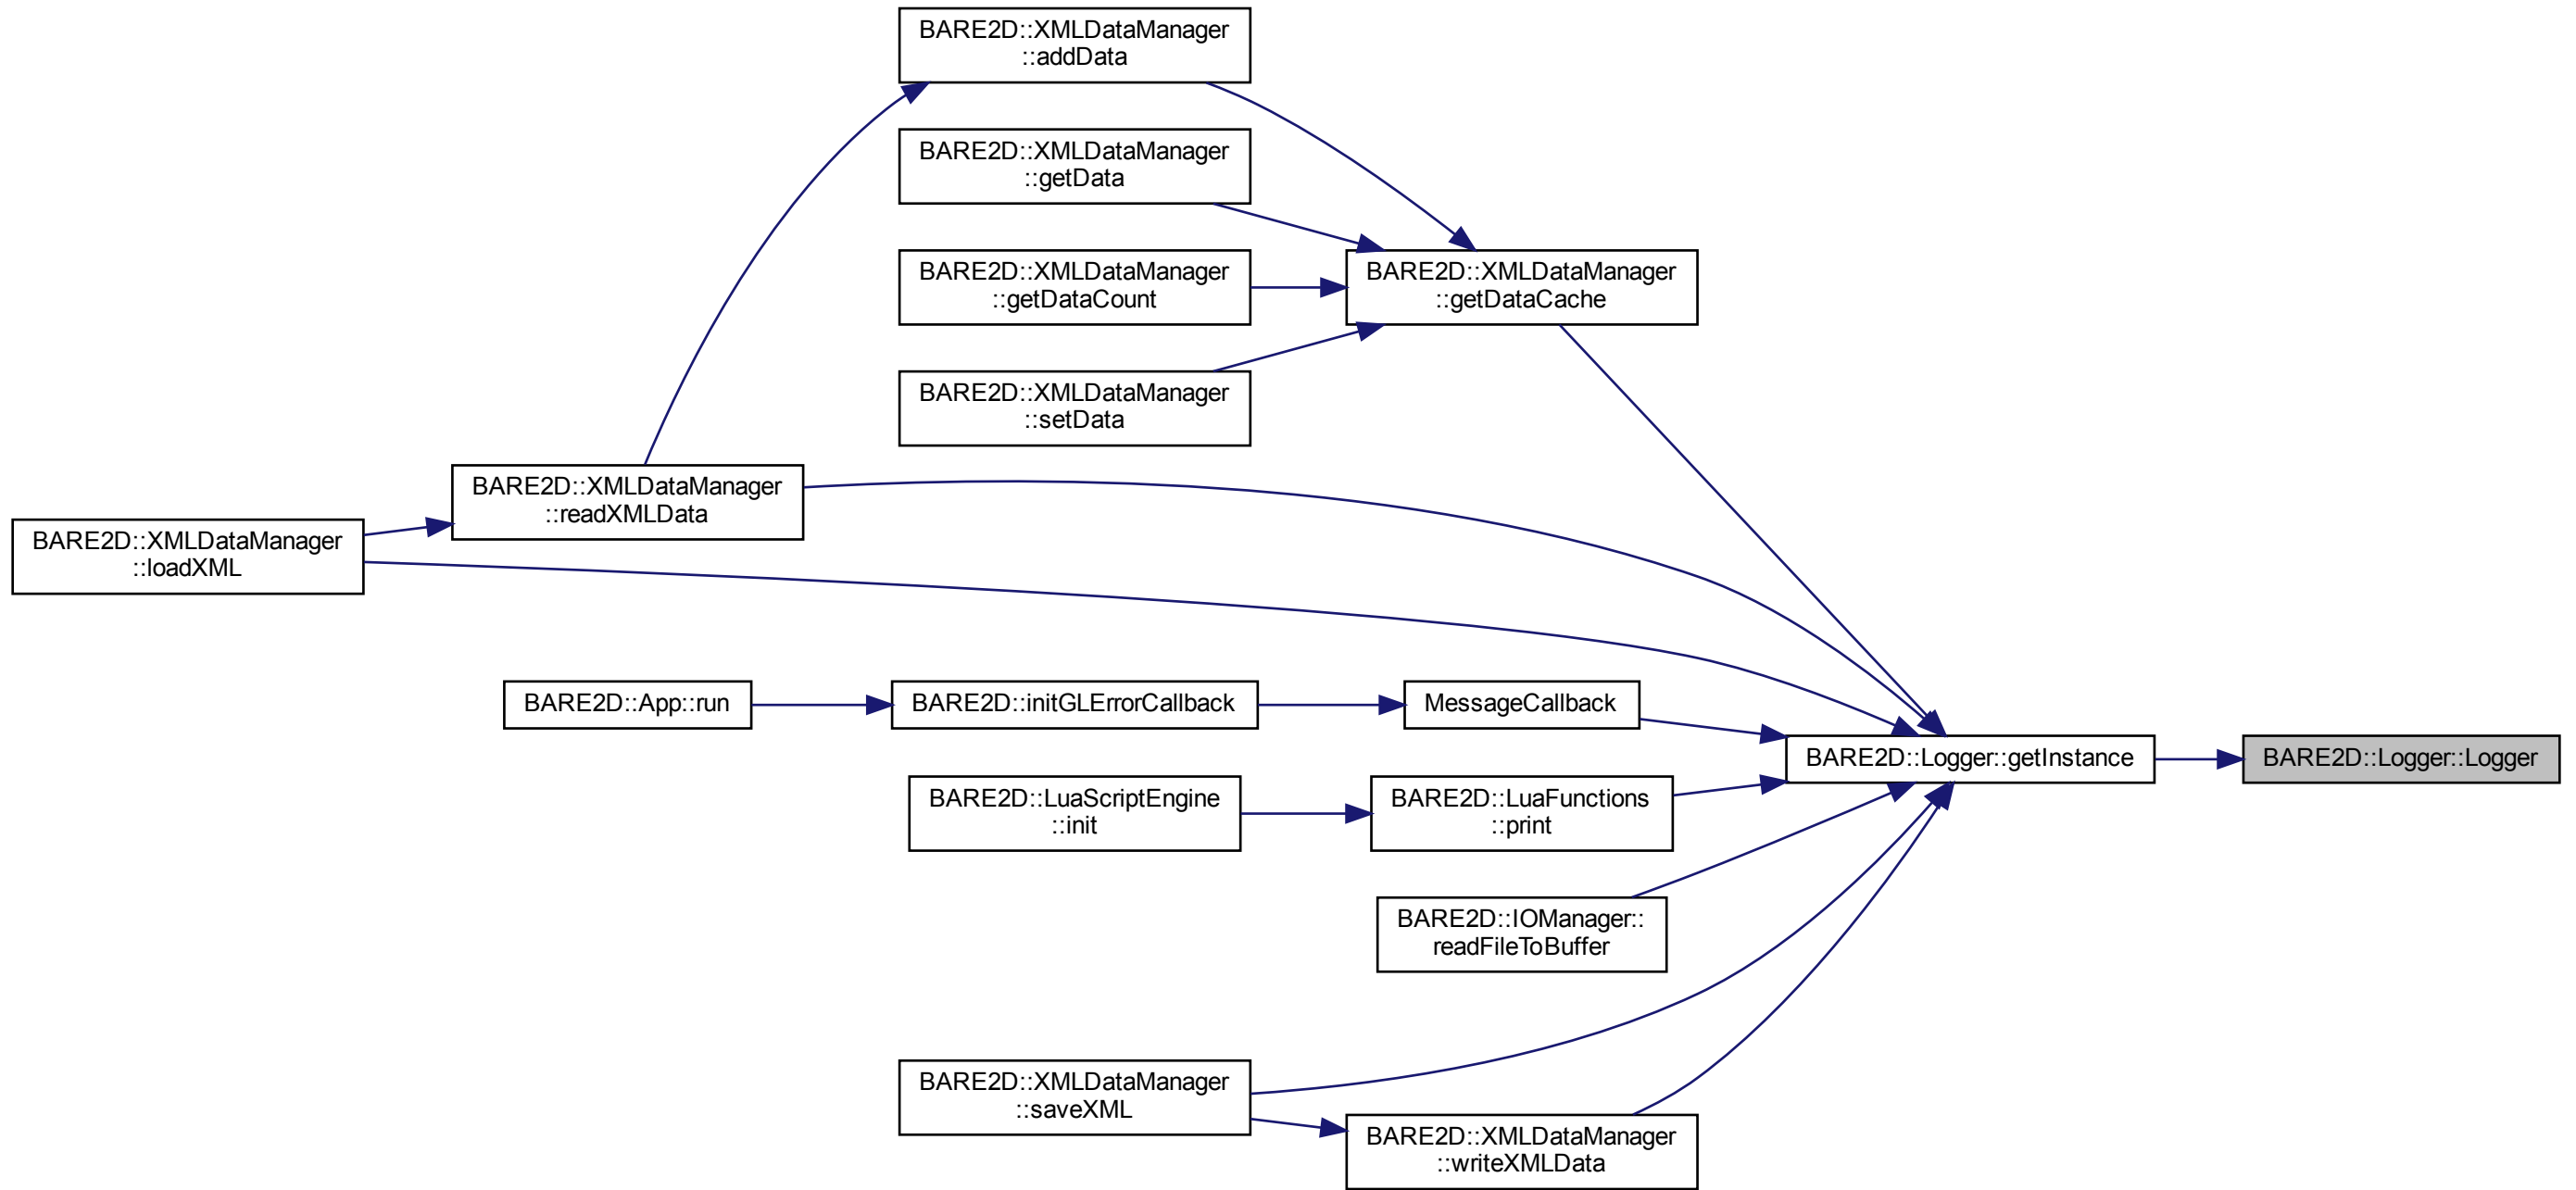 BARE2D::XMLDataManager
::addData
BARE2D::XMLDataManager
::getData
BARE2D::XMLDataManager
::getDataCount
BARE2D::XMLDataManager
::getDataCache
BARE2D::XMLDataManager
::setData
BARE2D::XMLDataManager
::readXMLData
BARE2D::XMLDataManager
::loadXML
BARE2D::App::run
BARE2D::initGLErrorCallback
MessageCallback
BARE2D::Logger::getInstance
BARE2D::Logger::Logger
BARE2D::LuaScriptEngine
::init
BARE2D::LuaFunctions
::print
BARE2D::IOManager::
readFileToBuffer
BARE2D::XMLDataManager
::saveXML
BARE2D::XMLDataManager
::writeXMLData